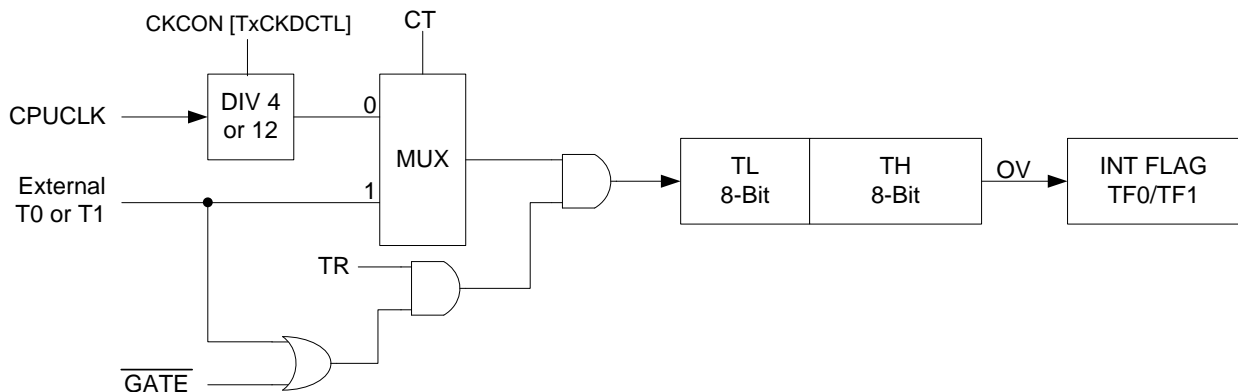 CKCON [TxCKDCTL]
CT
CPUCLK
DIV 4
or 12
0
MUX
External
T0 or T1
1
TL
8-Bit
TH
8-Bit
OV
INT FLAG
TF0/TF1
TR
GATE